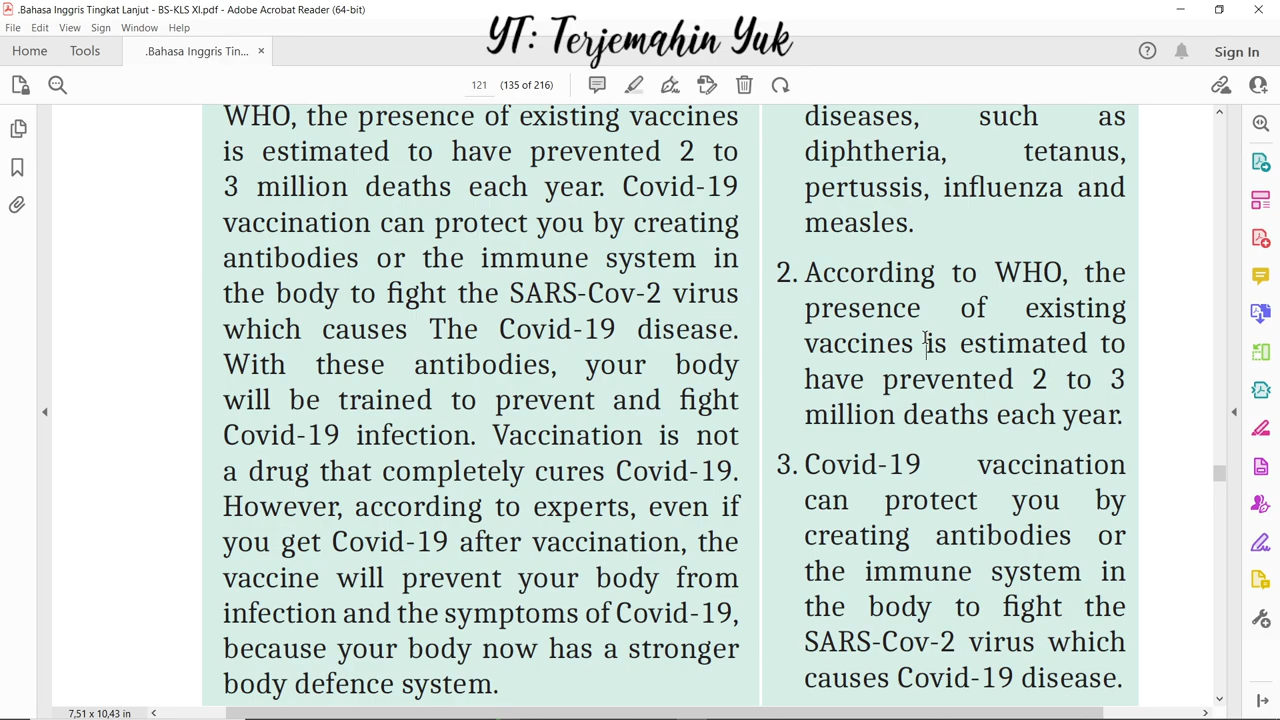 .Bahasa Inggris Tingkat Lanjut - BS-KLS XI.pdf - Adobe Acrobat Reader (64-bit)
File Edit View Sign Window Help
YT: Terjemahin Yuk
Home Tools .Bahasa Inggris Tin... × Sign In
121 (135 of 216)
WHO, the presence of existing vaccines
is estimated to have prevented 2 to
3 million deaths each year. Covid-19
vaccination can protect you by creating
antibodies or the immune system in
the body to fight the SARS-Cov-2 virus
which causes The Covid-19 disease.
With these antibodies, your body
will be trained to prevent and fight
Covid-19 infection. Vaccination is not
a drug that completely cures Covid-19.
However, according to experts, even if
you get Covid-19 after vaccination, the
vaccine will prevent your body from
infection and the symptoms of Covid-19,
because your body now has a stronger
body defence system.
diseases, such as
diphtheria, tetanus,
pertussis, influenza and
measles.
2. According to WHO, the
presence of existing
vaccines is estimated to
have prevented 2 to 3
million deaths each year.
3. Covid-19 vaccination
can protect you by
creating antibodies or
the immune system in
the body to fight the
SARS-Cov-2 virus which
causes Covid-19 disease.
7,51 x 10,43 in